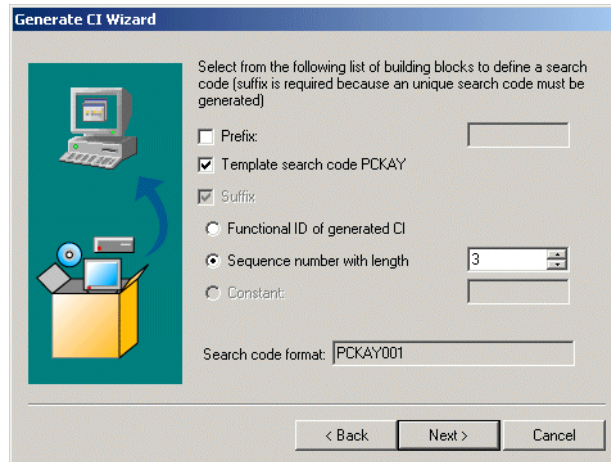 Generate CI Wizard
Select from the following list of building blocks to define a search
code (suffix is required because an unique search code must be
generated)
Prefix:
Template search code PCKAY
Suffix
Functional ID of generated CI
Sequence number with length 3
Constant:
Search code format: PCKAY001
< Back Next > Cancel